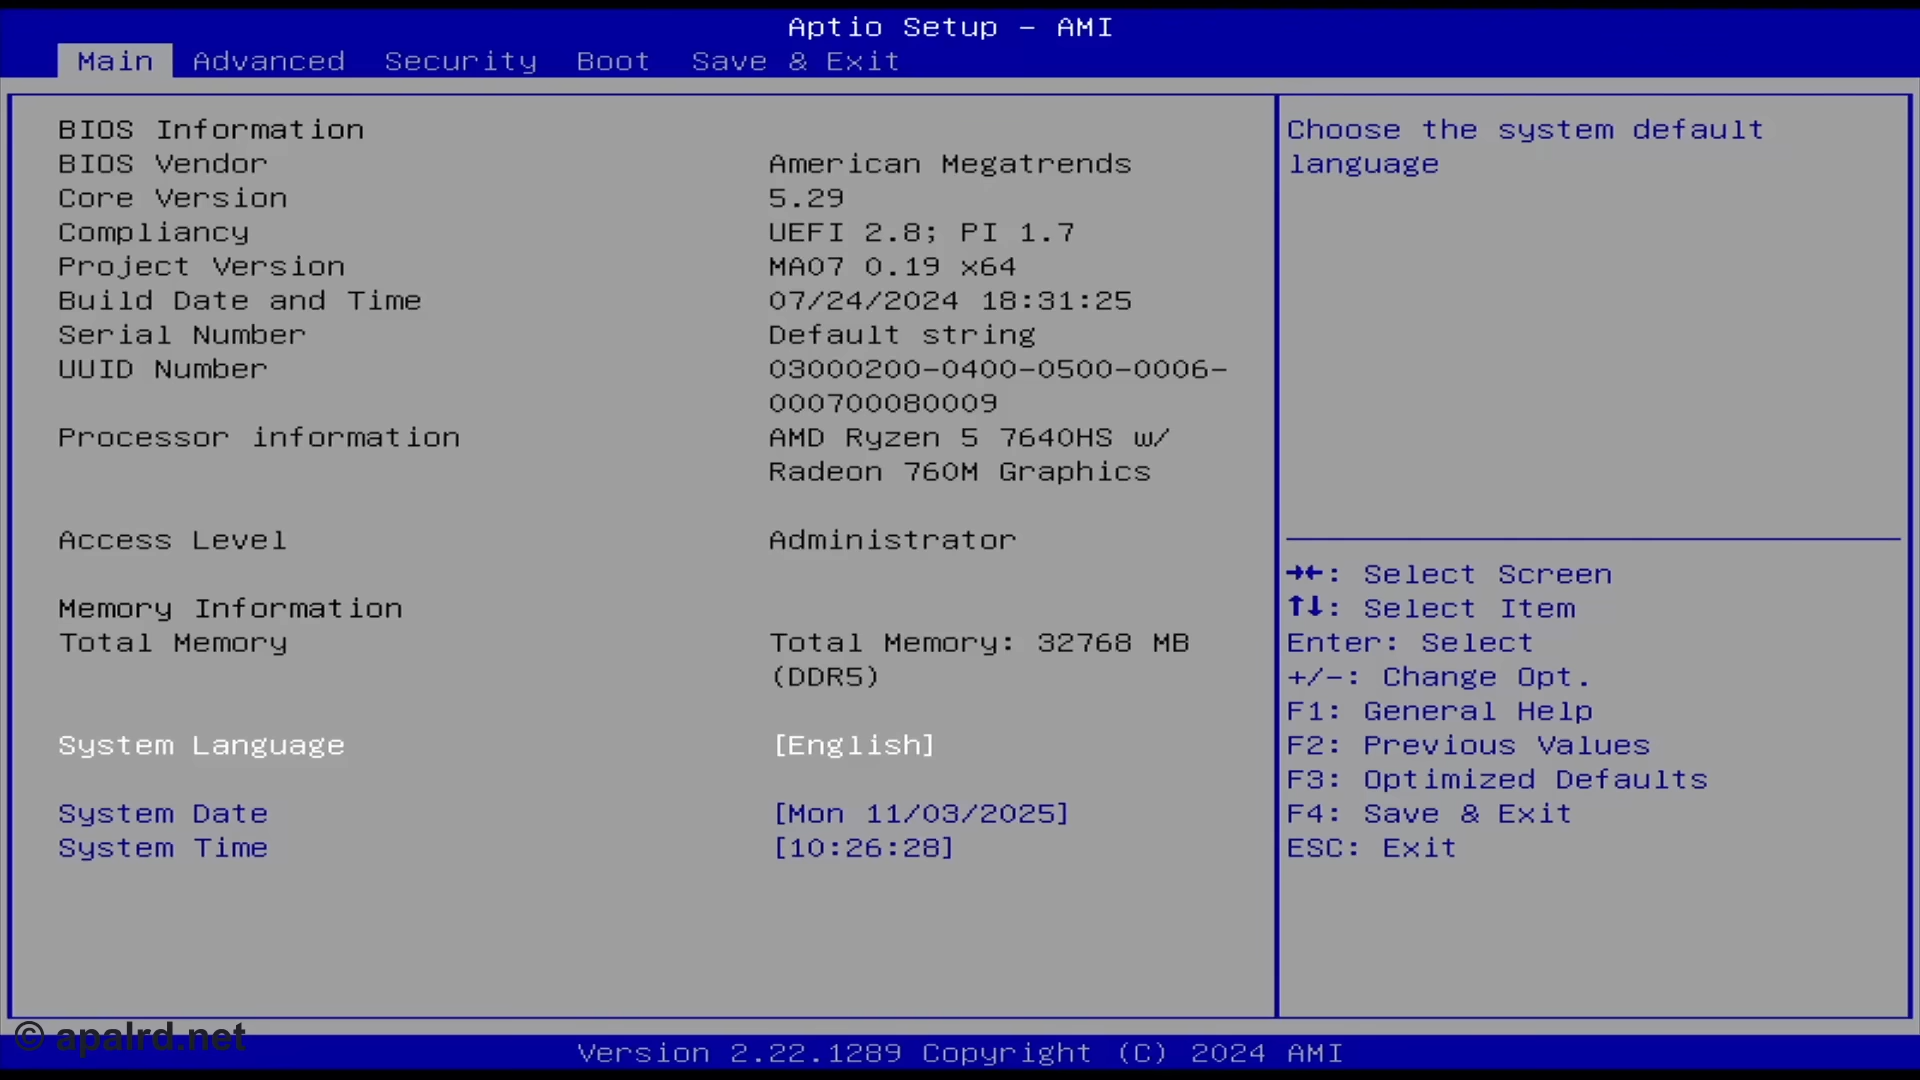 Aptio Setup - AMI
Main Advanced Security Boot Save & Exit
BIOS Information
BIOS Vendor American Megatrends
Core Version 5.29
Compliancy UEFI 2.8; PI 1.7
Project Version MA07 0.19 x64
Build Date and Time 07/24/2024 18:31:25
Serial Number Default string
UUID Number 03000200-0400-0500-0006-
000700080009
Processor information AMD Ryzen 5 7640HS w/
Radeon 760M Graphics
Access Level Administrator
Memory Information
Total Memory Total Memory: 32768 MB
(DDR5)
System Language [English]
System Date [Mon 11/03/2025]
System Time [10:26:28]
Choose the system default
language
→←: Select Screen
↑↓: Select Item
Enter: Select
+/-: Change Opt.
F1: General Help
F2: Previous Values
F3: Optimized Defaults
F4: Save & Exit
ESC: Exit
© apalrd.net
Version 2.22.1289 Copyright (C) 2024 AMI